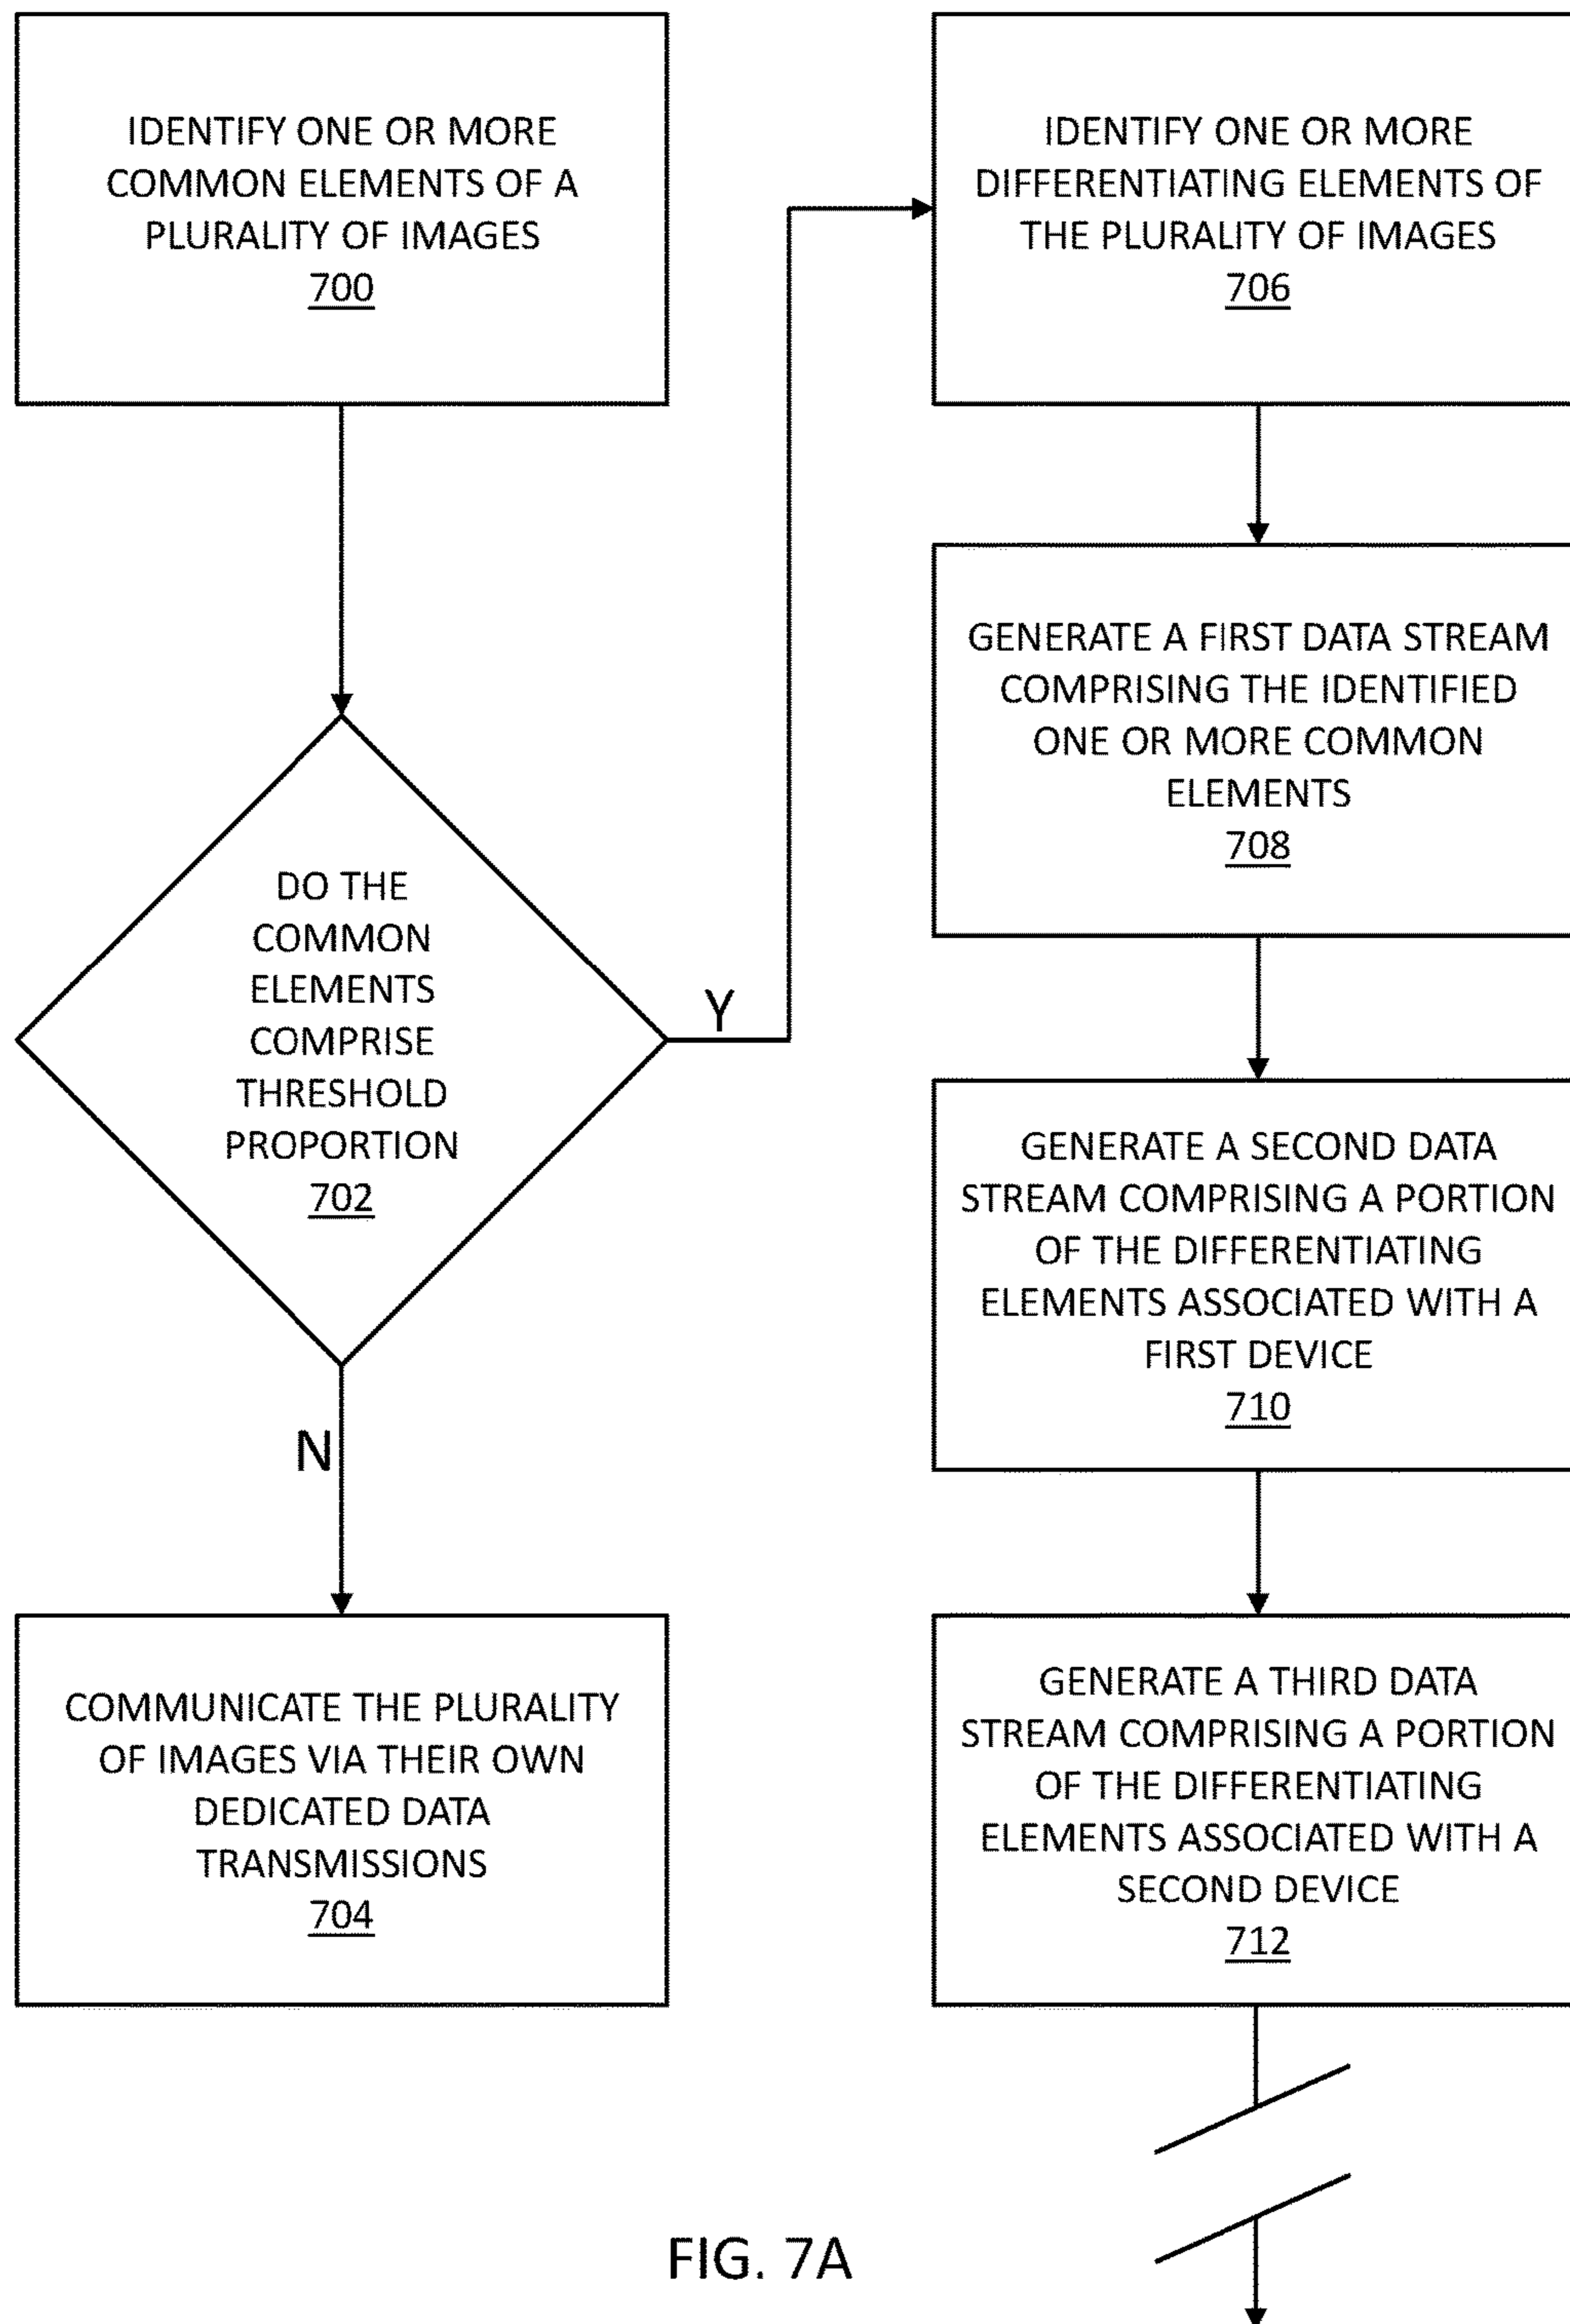 IDENTIFY ONE OR MORE
COMMON ELEMENTS OF A
PLURALITY OF IMAGES
700
DO THE
COMMON
ELEMENTS
COMPRISE
THRESHOLD
PROPORTION
702
Y
N
COMMUNICATE THE PLURALITY
OF IMAGES VIA THEIR OWN
DEDICATED DATA
TRANSMISSIONS
704
IDENTIFY ONE OR MORE
DIFFERENTIATING ELEMENTS OF
THE PLURALITY OF IMAGES
706
GENERATE A FIRST DATA STREAM
COMPRISING THE IDENTIFIED
ONE OR MORE COMMON
ELEMENTS
708
GENERATE A SECOND DATA
STREAM COMPRISING A PORTION
OF THE DIFFERENTIATING
ELEMENTS ASSOCIATED WITH A
FIRST DEVICE
710
GENERATE A THIRD DATA
STREAM COMPRISING A PORTION
OF THE DIFFERENTIATING
ELEMENTS ASSOCIATED WITH A
SECOND DEVICE
712
FIG. 7A